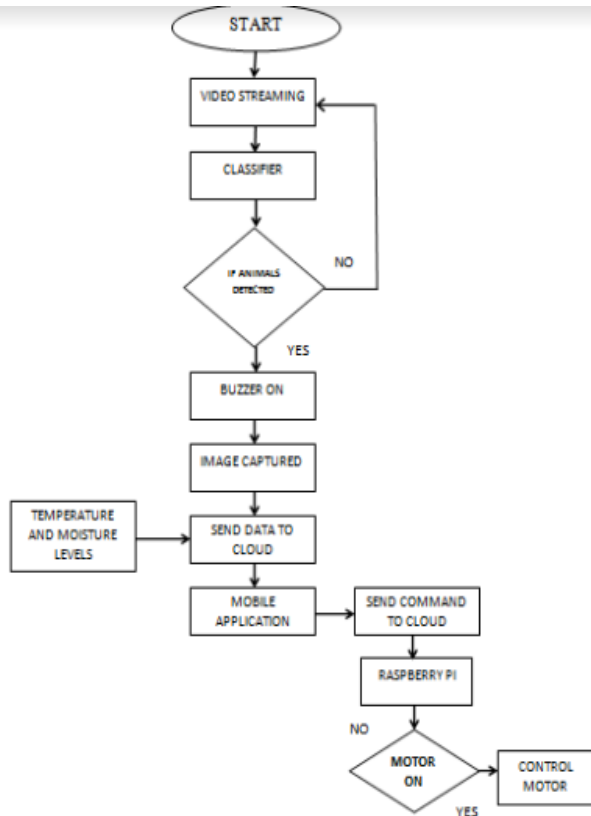 START
VIDEO STREAMING
CLASSIFIER
IF ANIMALS
DETECTED
NO
YES
BUZZER ON
IMAGE CAPTURED
TEMPERATURE
AND MOISTURE
LEVELS
SEND DATA TO
CLOUD
MOBILE
APPLICATION
SEND COMMAND
TO CLOUD
RASPBERRY PI
NO
MOTOR
ON
YES
CONTROL
MOTOR